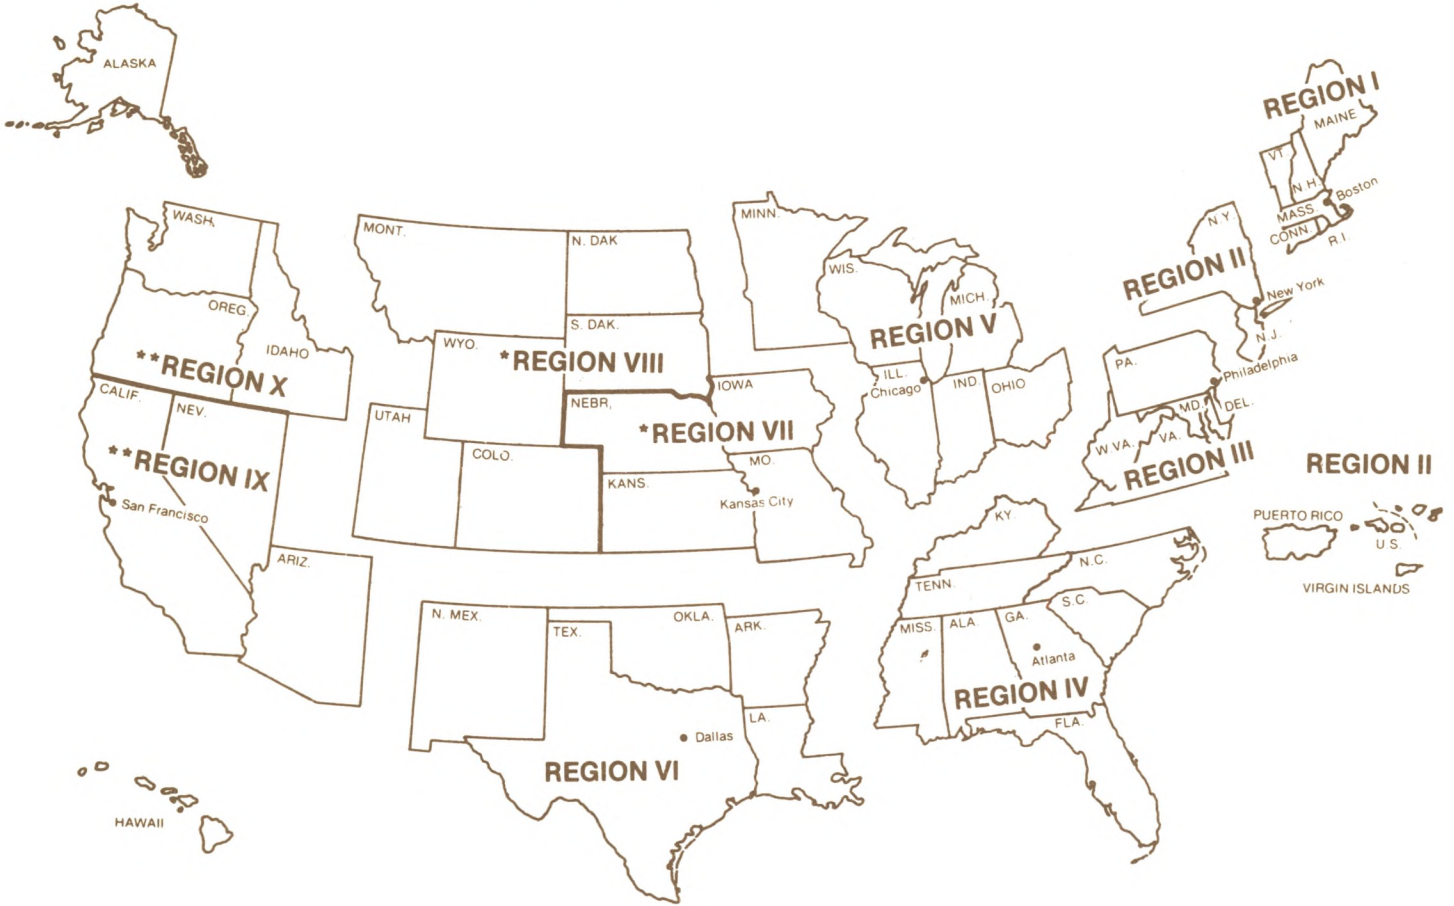 ALASKA
REGION I
MAINE
VT.
N.H.
Boston
MASS.
CONN.
R.I.
N.Y.
REGION II
New York
N.J.
WASH.
MONT.
N. DAK
MINN.
WIS.
MICH.
OREG.
IDAHO
S. DAK.
WYO.
REGION V
**REGION X
*REGION VIII
PA.
Philadelphia
CALIF.
NEV.
UTAH
NEBR,
IOWA
ILL.
Chicago
IND.
OHIO
MD.
DEL.
*REGION VII
**REGION IX
COLO.
MO.
W VA.
VA.
REGION III
REGION II
KANS.
Kansas City
San Francisco
KY.
PUERTO RICO
U.S.
VIRGIN ISLANDS
ARIZ.
TENN.
N.C.
S.C.
N. MEX.
TEX.
OKLA.
ARK.
MISS.
ALA.
GA.
Atlanta
REGION IV
LA.
FLA.
Dallas
REGION VI
HAWAII